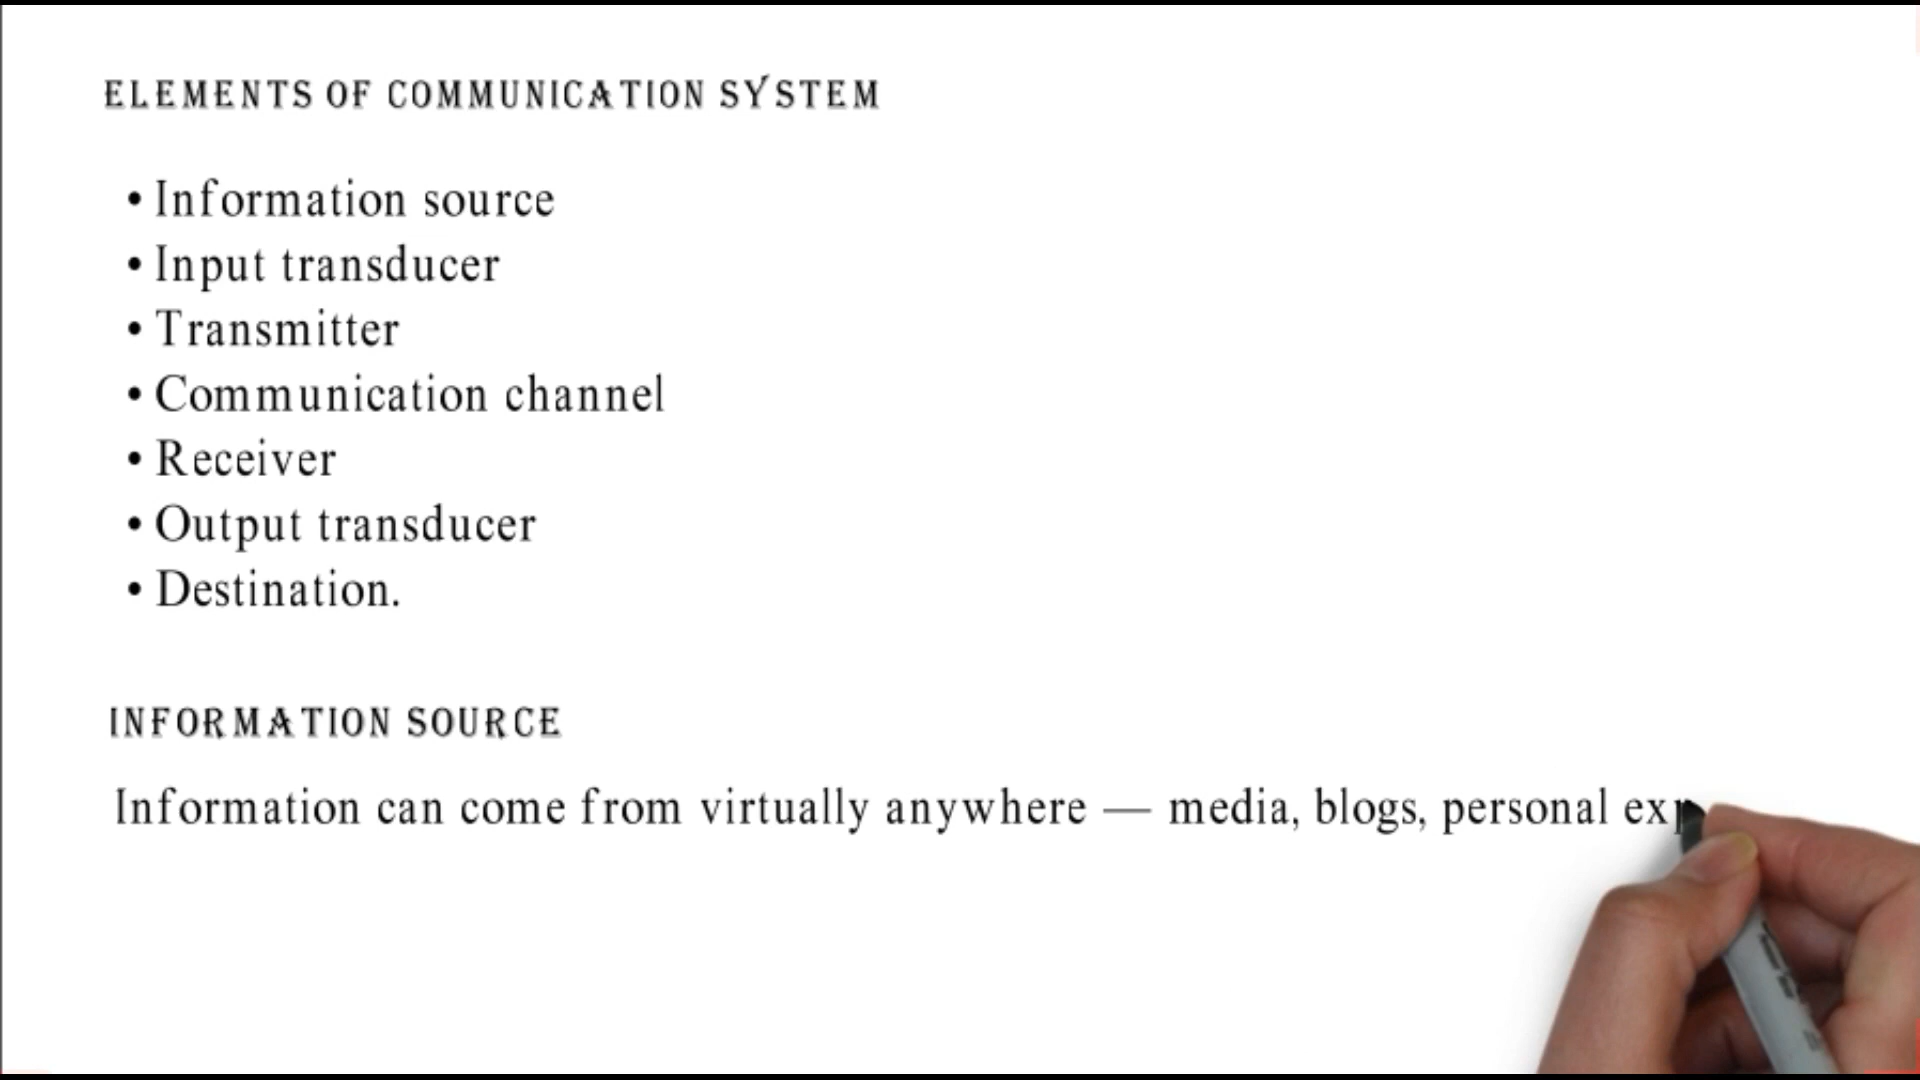 ELEMENTS OF COMMUNICATION SYSTEM
• Information source
• Input transducer
• Transmitter
• Communication channel
• Receiver
• Output transducer
• Destination.
INFORMATION SOURCE
Information can come from virtually anywhere — media, blogs, personal exp